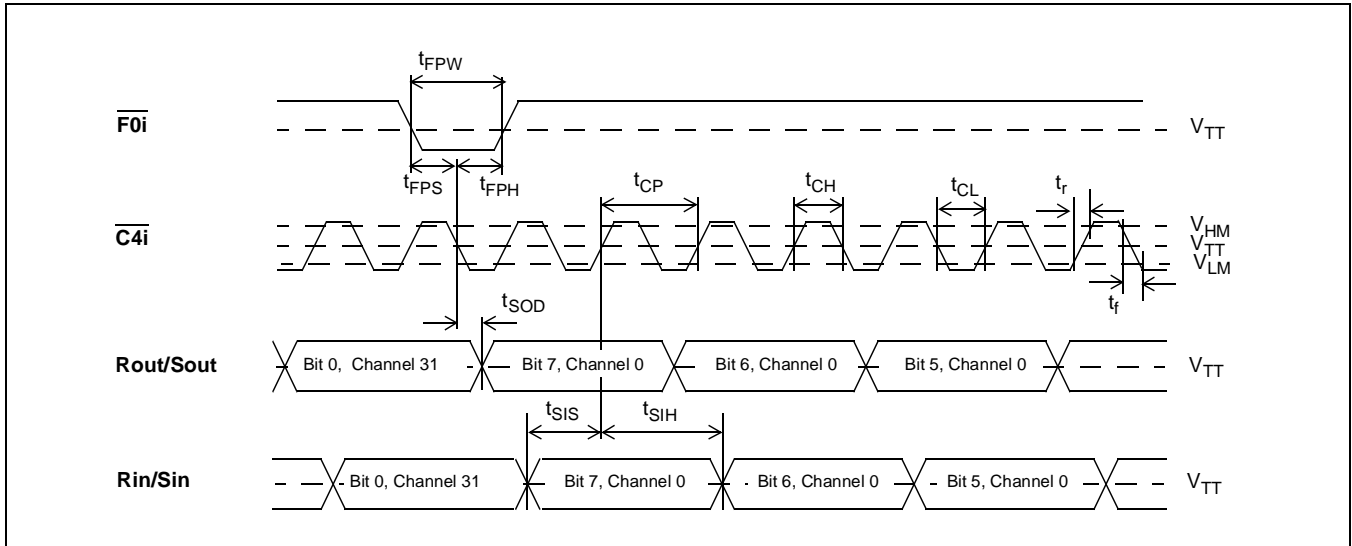 tFPW
F0i
VTT
tFPS
tFPH
tCP
tCH
tCL
tr
C4i
VHM
VTT
VLM
tSOD
tf
Rout/Sout
Bit 0, Channel 31
Bit 7, Channel 0
Bit 6, Channel 0
Bit 5, Channel 0
VTT
tSIS
tSIH
Rin/Sin
Bit 0, Channel 31
Bit 7, Channel 0
Bit 6, Channel 0
Bit 5, Channel 0
VTT